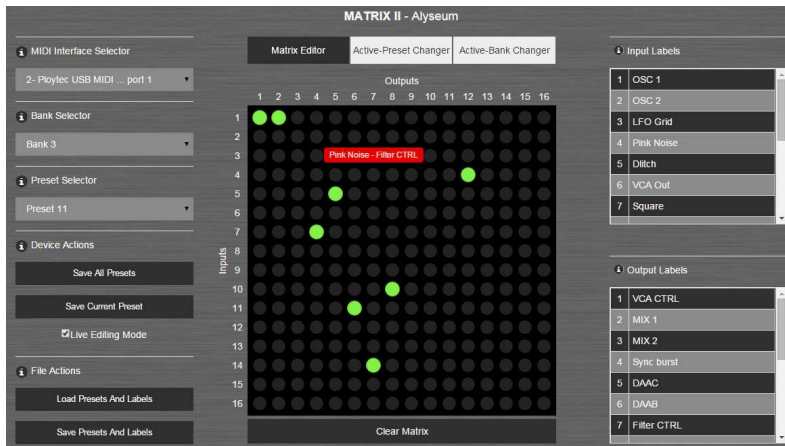 MATRIX II - Alyseum
MIDI Interface Selector
2- Ploytec USB MIDI ... port 1
Bank Selector
Bank 3
Preset Selector
Preset 11
Device Actions
Save All Presets
Save Current Preset
Live Editing Mode
File Actions
Load Presets And Labels
Save Presets And Labels
Matrix Editor
Active-Preset Changer
Active-Bank Changer
Outputs
1 2 3 4 5 6 7 8 9 10 11 12 13 14 15 16
Inputs
1
2
3
4
5
6
7
8
9
10
11
12
13
14
15
16
Pink Noise - Filter CTRL
Clear Matrix
Input Labels
1 OSC 1
2 OSC 2
3 LFO Grid
4 Pink Noise
5 Dlitch
6 VCA Out
7 Square
Output Labels
1 VCA CTRL
2 MIX 1
3 MIX 2
4 Sync burst
5 DAAC
6 DAAB
7 Filter CTRL